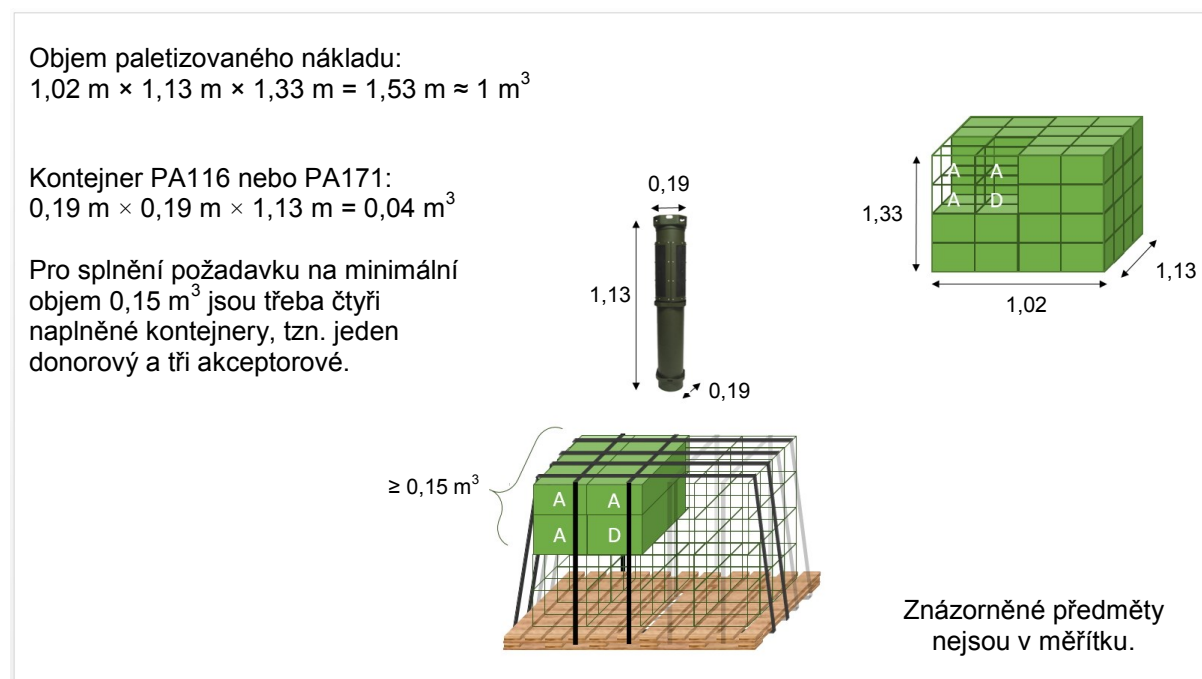 Objem paletizovaného nákladu:
1,02 m × 1,13 m × 1,33 m = 1,53 m ≈ 1 m³
Kontejner PA116 nebo PA171:
0,19 m × 0,19 m × 1,13 m = 0,04 m³
Pro splnění požadavku na minimální
objem 0,15 m³ jsou třeba čtyři
naplněné kontejnery, tzn. jeden
donorový a tři akceptorové.
0,19
1,13
0,19
A A
A D
1,33
1,13
1,02
≥ 0,15 m³
A A
A D
Znázorněné předměty
nejsou v měřítku.